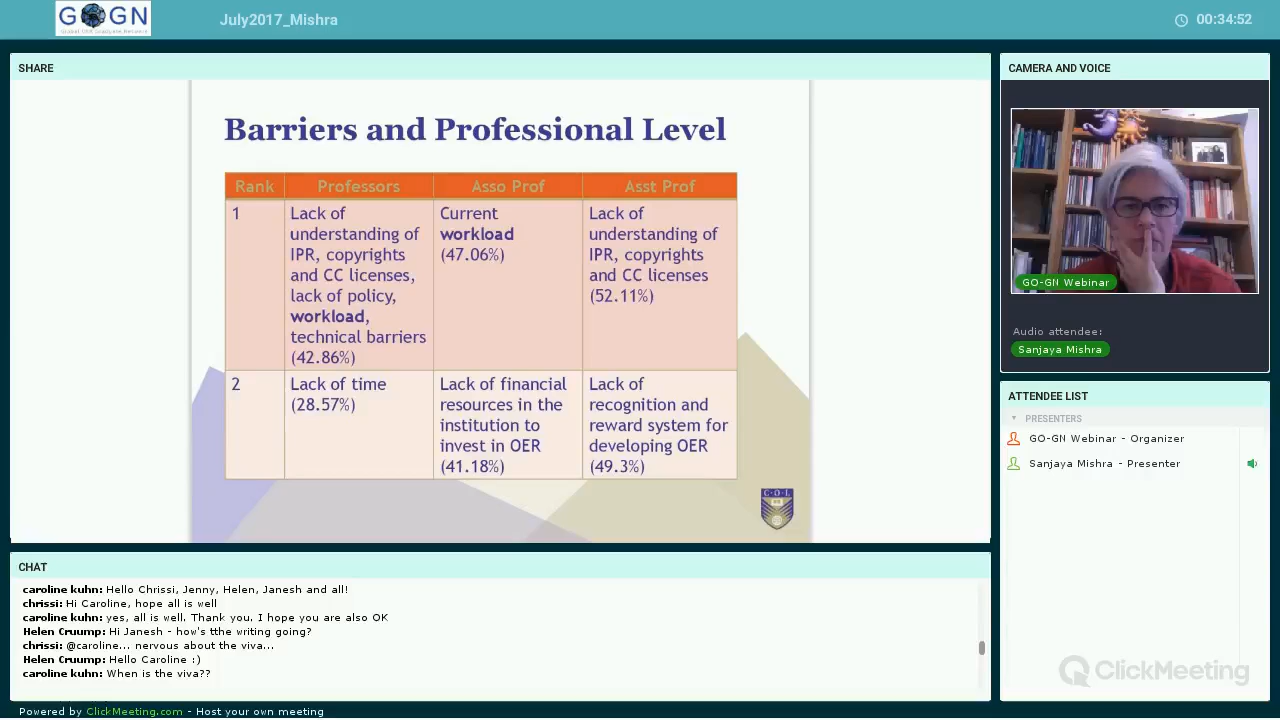 GO GN
Global OER Graduate Network
July2017_Mishra
00:34:52
SHARE
Barriers and Professional Level
Rank
Professors
Asso Prof
Asst Prof
1
Lack of
understanding of
IPR, copyrights
and CC licenses,
lack of policy,
workload,
technical barriers
(42.86%)
Current
workload
(47.06%)
Lack of
understanding of
IPR, copyrights
and CC licenses
(52.11%)
2
Lack of time
(28.57%)
Lack of financial
resources in the
institution to
invest in OER
(41.18%)
Lack of
recognition and
reward system for
developing OER
(49.3%)
C.O.L
CAMERA AND VOICE
GO-GN Webinar
Audio attendee:
Sanjaya Mishra
ATTENDEE LIST
PRESENTERS
GO-GN Webinar - Organizer
Sanjaya Mishra - Presenter
CHAT
caroline kuhn: Hello Chrissi, Jenny, Helen, Janesh and all!
chrissi: Hi Caroline, hope all is well
caroline kuhn: yes, all is well. Thank you. I hope you are also OK
Helen Cruump: Hi Janesh - how's tthe writing going?
chrissi: @caroline... nervous about the viva...
Helen Cruump: Hello Caroline :)
caroline kuhn: When is the viva??
ClickMeeting
Powered by ClickMeeting.com - Host your own meeting